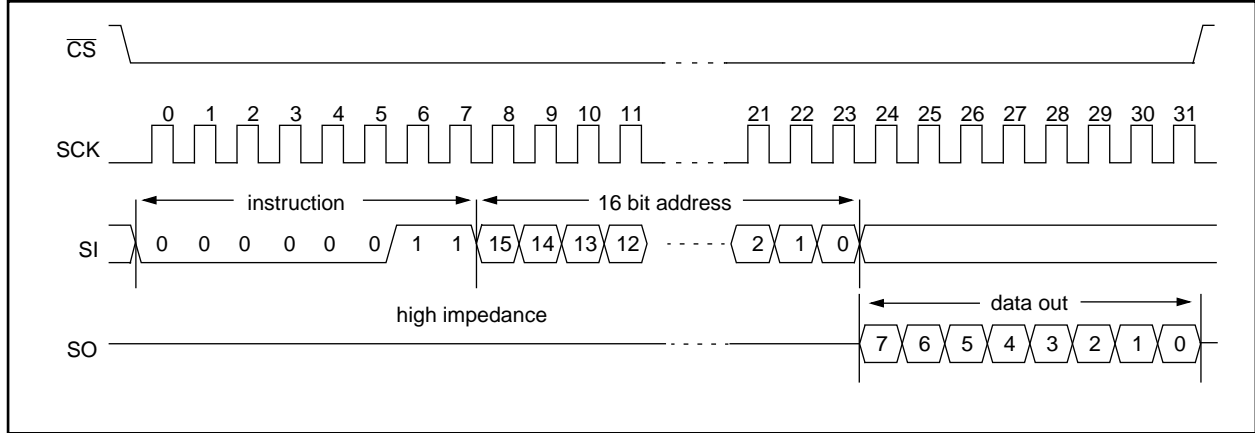 CS
0 1 2 3 4 5 6 7 8 9 10 11 21 22 23 24 25 26 27 28 29 30 31
SCK
instruction 16 bit address
SI 0 0 0 0 0 0 1 1 15 14 13 12 2 1 0
high impedance data out
SO 7 6 5 4 3 2 1 0